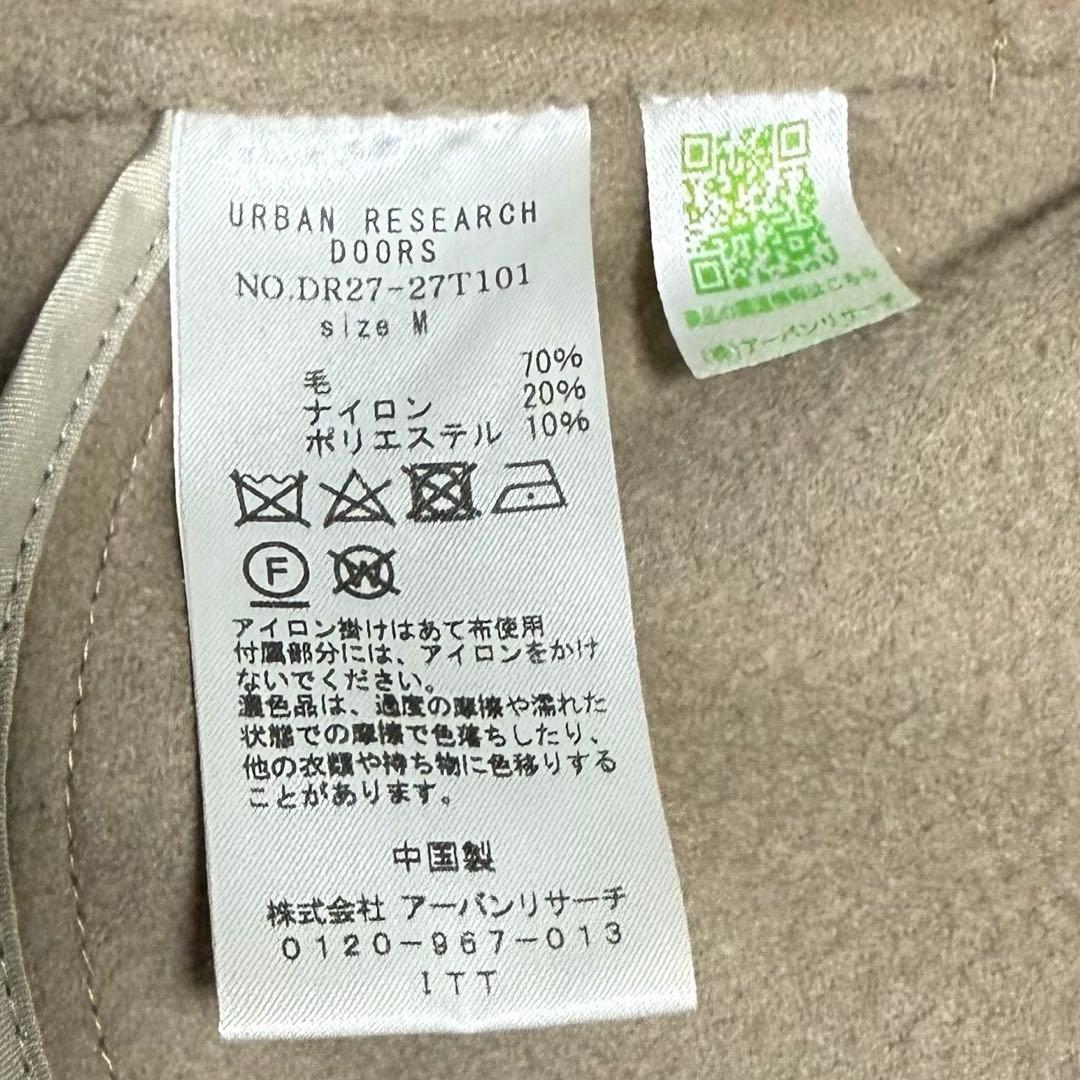 URBAN RESEARCH
DOORS
NO.DR27-27T101
size M
毛 70%
ナイロン 20%
ポリエステル 10%
F
W
アイロン掛けはあて布使用
付属部分には、アイロンをかけ
ないでください。
濃色品は、過度の摩擦や濡れた
状態での摩擦で色落ちしたり、
他の衣類や持ち物に色移りする
ことがあります。
中国製
株式会社 アーバンリサーチ
0120-967-013
ITT
はこちら
アーバンリサーチ